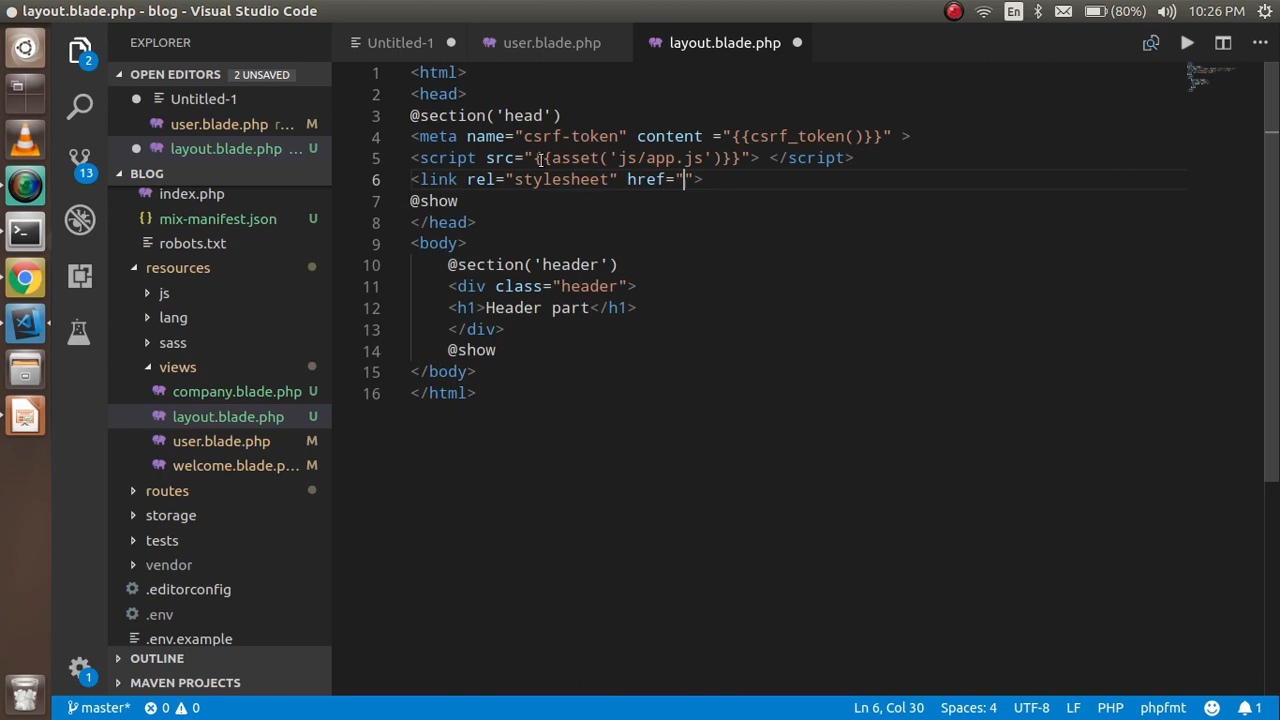 layout.blade.php - blog - Visual Studio Code
En
(80%)
10:26 PM
EXPLORER
Untitled-1
user.blade.php
layout.blade.php
2
OPEN EDITORS
2 UNSAVED
Untitled-1
user.blade.php r... M
layout.blade.php ... U
13
BLOG
index.php
mix-manifest.json U
robots.txt
resources
js
lang
sass
views
company.blade.php U
layout.blade.php U
user.blade.php M
welcome.blade.p... M
routes
storage
tests
vendor
.editorconfig
.env
.env.example
OUTLINE
MAVEN PROJECTS
1
1 <html>
2 <head>
3 @section('head')
4 <meta name="csrf-token" content ="{{csrf_token()}}" >
5 <script src="{{asset('js/app.js')}}"> </script>
6 <link rel="stylesheet" href="">
7 @show
8 </head>
9 <body>
10 @section('header')
11 <div class="header">
12 <h1>Header part</h1>
13 </div>
14 @show
15 </body>
16 </html>
master*
0
0
Ln 6, Col 30
Spaces: 4
UTF-8
LF
PHP
phpfmt
1